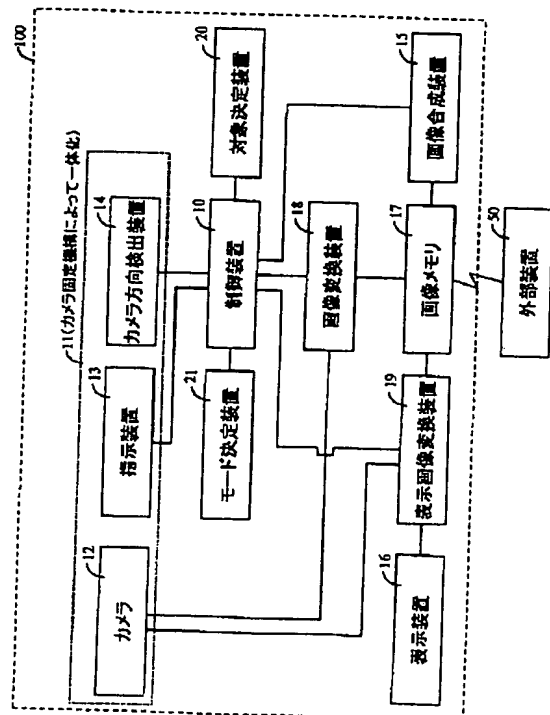 100
11(カメラ固定機構によって一体化)
12
カメラ
13
指示装置
14
カメラ方向検出装置
20
対象決定装置
10
制御装置
21
モード決定装置
18
画像変換装置
15
画像合成装置
17
画像メモリ
19
表示画像変換装置
16
表示装置
50
外部装置